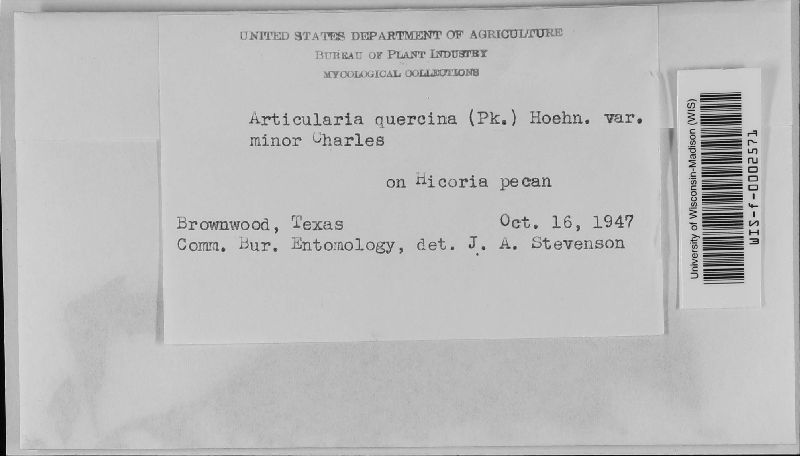 UNITED STATES DEPARTMENT OF AGRICULTURE
BUREAU OF PLANT INDUSTRY
MYCOLOGICAL COLLECTIONS
Articularia quercina (Pk.) Hoehn. var.
minor Charles
on Hicoria pecan
Brownwood, Texas Oct. 16, 1947
Comm. Bur. Entomology, det. J. A. Stevenson
University of Wisconsin-Madison (WIS)
WIS-f-0002571